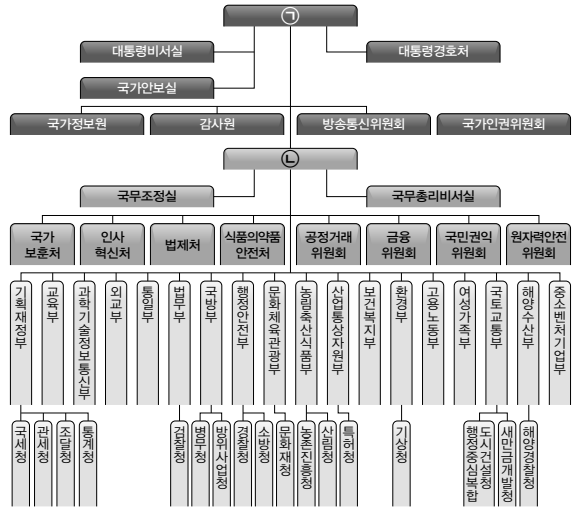 ㉠
대통령비서실
대통령경호처
국가안보실
국가정보원
감사원
방송통신위원회
국가인권위원회
㉡
국무조정실
국무총리비서실
국가
보훈처
인사
혁신처
법제처
식품의약품
안전처
공정거래
위원회
금융
위원회
국민권익
위원회
원자력안전
위원회
기획재정부
교육부
과학기술정보통신부
외교부
통일부
법무부
국방부
행정안전부
문화체육관광부
농림축산식품부
산업통상자원부
보건복지부
환경부
고용노동부
여성가족부
국토교통부
해양수산부
중소벤처기업부
국세청
관세청
조달청
통계청
검찰청
병무청
방위사업청
경찰청
소방청
문화재청
농촌진흥청
산림청
특허청
기상청
행정중심복합
도시건설청
새만금개발청
해양경찰청